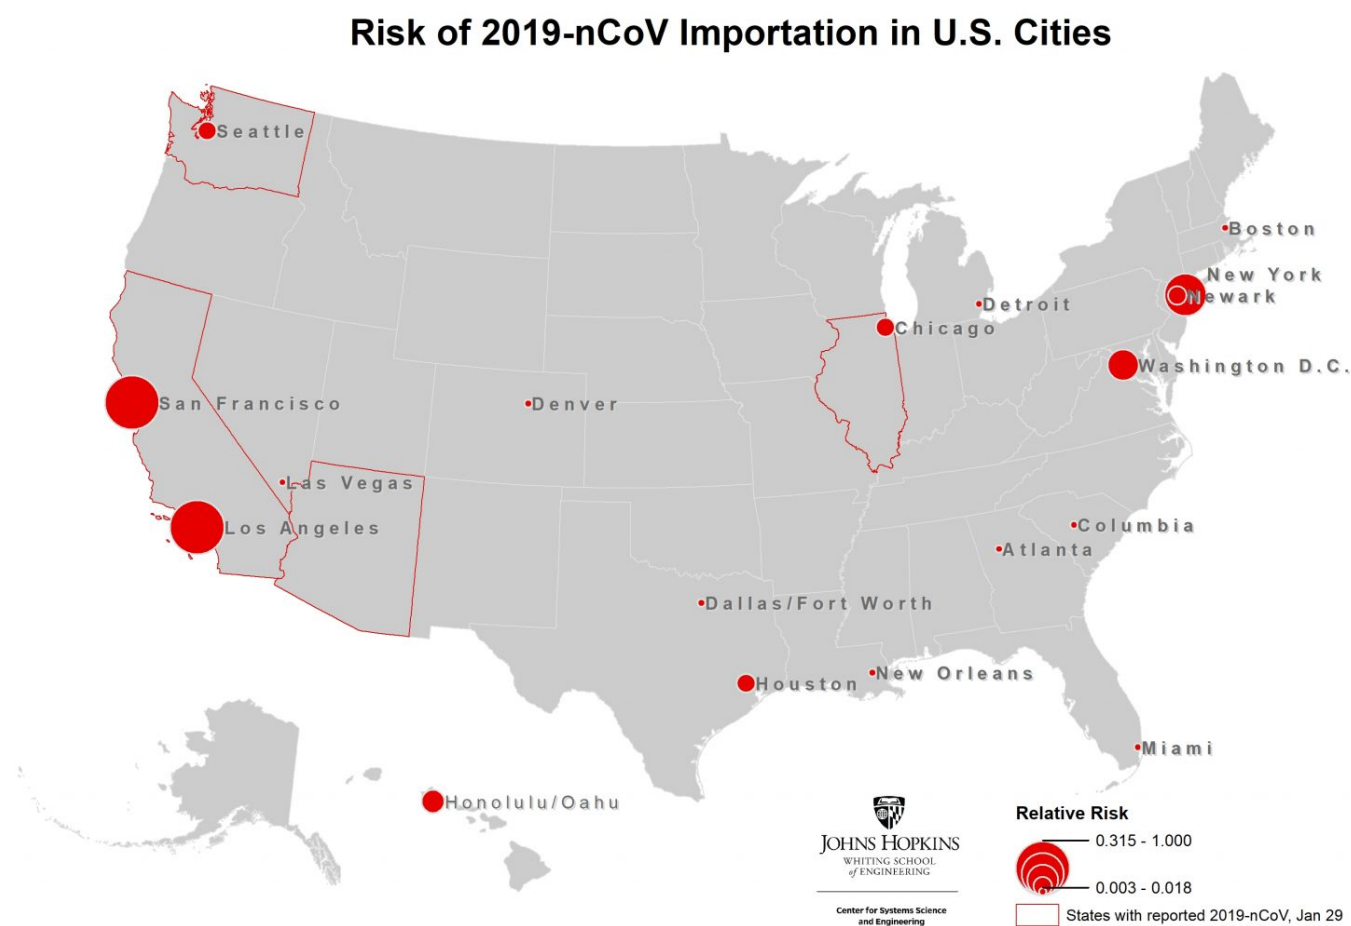 Risk of 2019-nCoV Importation in U.S. Cities
Seattle
Boston
New York
Newark
Detroit
Chicago
Washington D.C.
San Francisco
Denver
Las Vegas
Los Angeles
Columbia
Atlanta
Dallas/Fort Worth
New Orleans
Houston
Miami
Honolulu/Oahu
JOHNS HOPKINS
WHITING SCHOOL
of ENGINEERING
Center for Systems Science
and Engineering
Relative Risk
0.315 - 1.000
0.003 - 0.018
States with reported 2019-nCoV, Jan 29